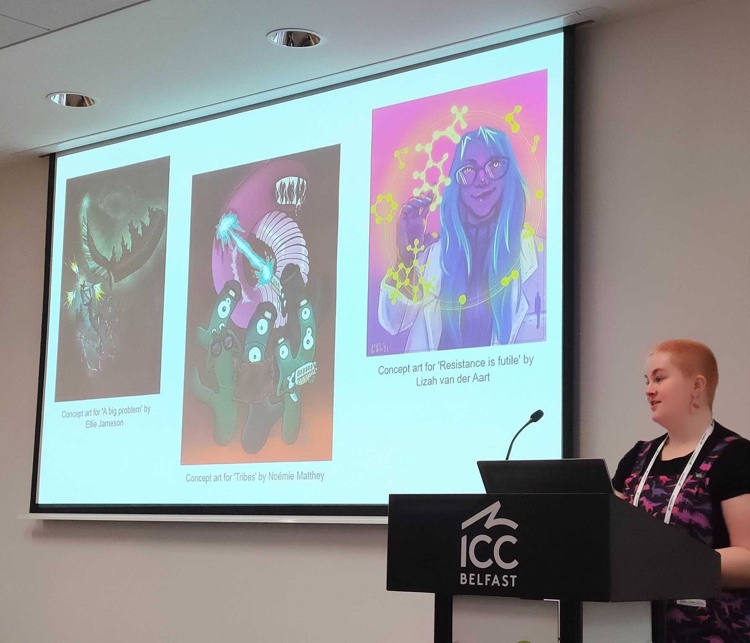 Concept art for 'A big problem' by
Ellie Jameson
Concept art for 'Tribes' by Noémie Matthey
Concept art for 'Resistance is futile' by
Lizah van der Aart
ICC
BELFAST